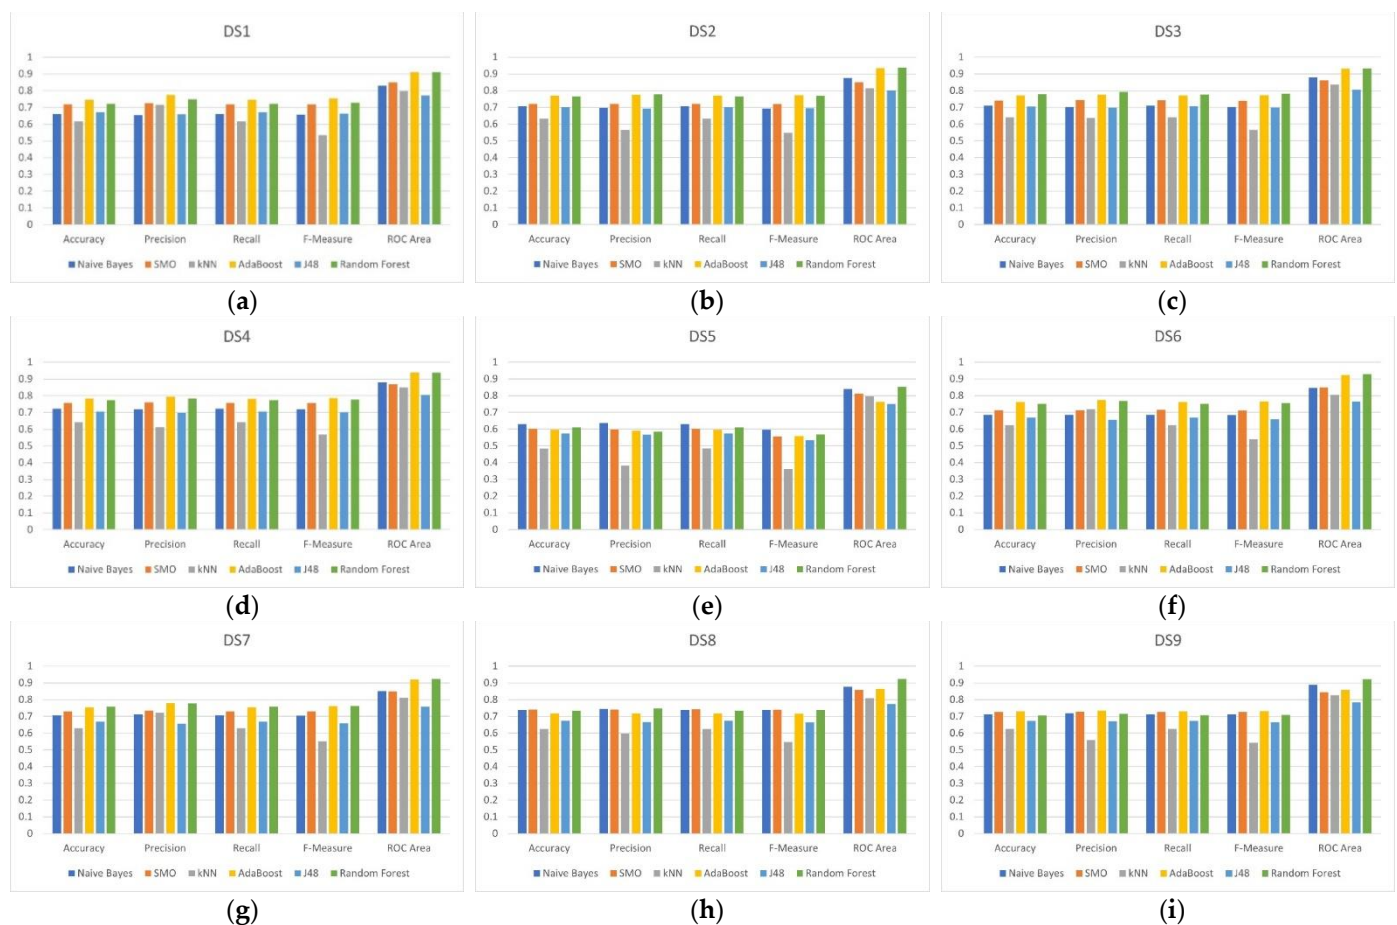 DS1
1
0.9
0.8
0.7
0.6
0.5
0.4
0.3
0.2
0.1
0
Accuracy Precision Recall F-Measure ROC Area
Naive Bayes SMO kNN AdaBoost J48 Random Forest
(a)
DS2
1
0.9
0.8
0.7
0.6
0.5
0.4
0.3
0.2
0.1
0
Accuracy Precision Recall F-Measure ROC Area
Naive Bayes SMO kNN AdaBoost J48 Random Forest
(b)
DS3
1
0.9
0.8
0.7
0.6
0.5
0.4
0.3
0.2
0.1
0
Accuracy Precision Recall F-Measure ROC Area
Naive Bayes SMO kNN AdaBoost J48 Random Forest
(c)
DS4
1
0.9
0.8
0.7
0.6
0.5
0.4
0.3
0.2
0.1
0
Accuracy Precision Recall F-Measure ROC Area
Naive Bayes SMO kNN AdaBoost J48 Random Forest
(d)
DS5
1
0.9
0.8
0.7
0.6
0.5
0.4
0.3
0.2
0.1
0
Accuracy Precision Recall F-Measure ROC Area
Naive Bayes SMO kNN AdaBoost J48 Random Forest
(e)
DS6
1
0.9
0.8
0.7
0.6
0.5
0.4
0.3
0.2
0.1
0
Accuracy Precision Recall F-Measure ROC Area
Naive Bayes SMO kNN AdaBoost J48 Random Forest
(f)
DS7
1
0.9
0.8
0.7
0.6
0.5
0.4
0.3
0.2
0.1
0
Accuracy Precision Recall F-Measure ROC Area
Naive Bayes SMO kNN AdaBoost J48 Random Forest
(g)
DS8
1
0.9
0.8
0.7
0.6
0.5
0.4
0.3
0.2
0.1
0
Accuracy Precision Recall F-Measure ROC Area
Naive Bayes SMO kNN AdaBoost J48 Random Forest
(h)
DS9
1
0.9
0.8
0.7
0.6
0.5
0.4
0.3
0.2
0.1
0
Accuracy Precision Recall F-Measure ROC Area
Naive Bayes SMO kNN AdaBoost J48 Random Forest
(i)